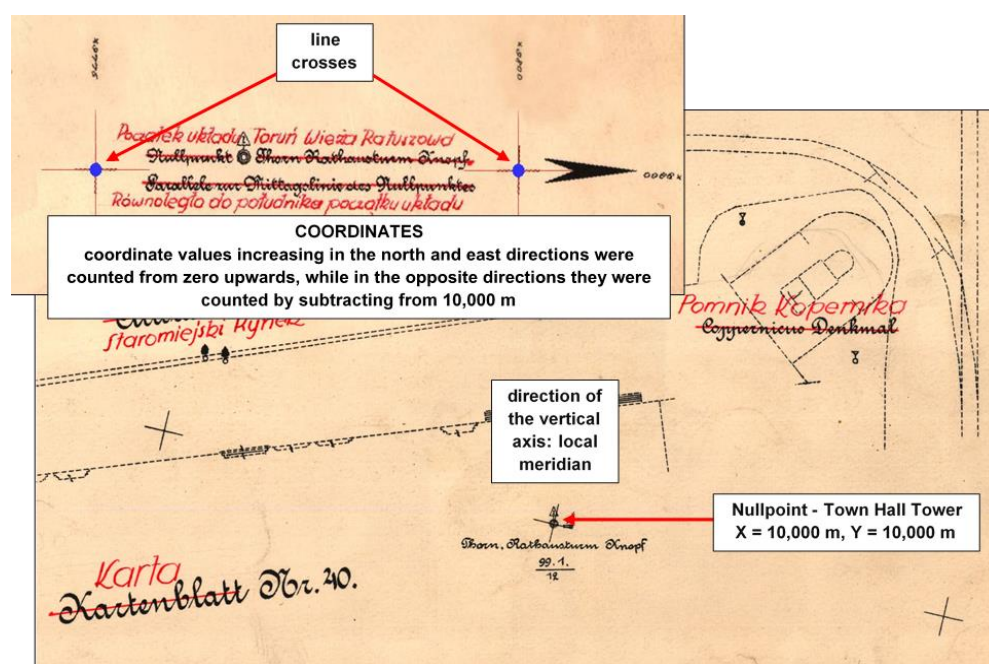 line
crosses
x9775
x9800
Początek układu Toruń Wieża Ratuszowa
Nullpunkt Thorn Rathausturm Knopf.
Parallele zur Mittagslinie des Nullpunktes
Równoległa do południka początku układu
x9800
COORDINATES
coordinate values increasing in the north and east directions were
counted from zero upwards, while in the opposite directions they were
counted by subtracting from 10,000 m
Staromiejski Rynek
Pomnik Kopernika
Coppernicus Denkmal
direction of
the vertical
axis: local
meridian
Nullpoint - Town Hall Tower
X = 10,000 m, Y = 10,000 m
Thorn, Rathausturm Knopf
99.1.
12
Karta
Kartenblatt Nr. 40.